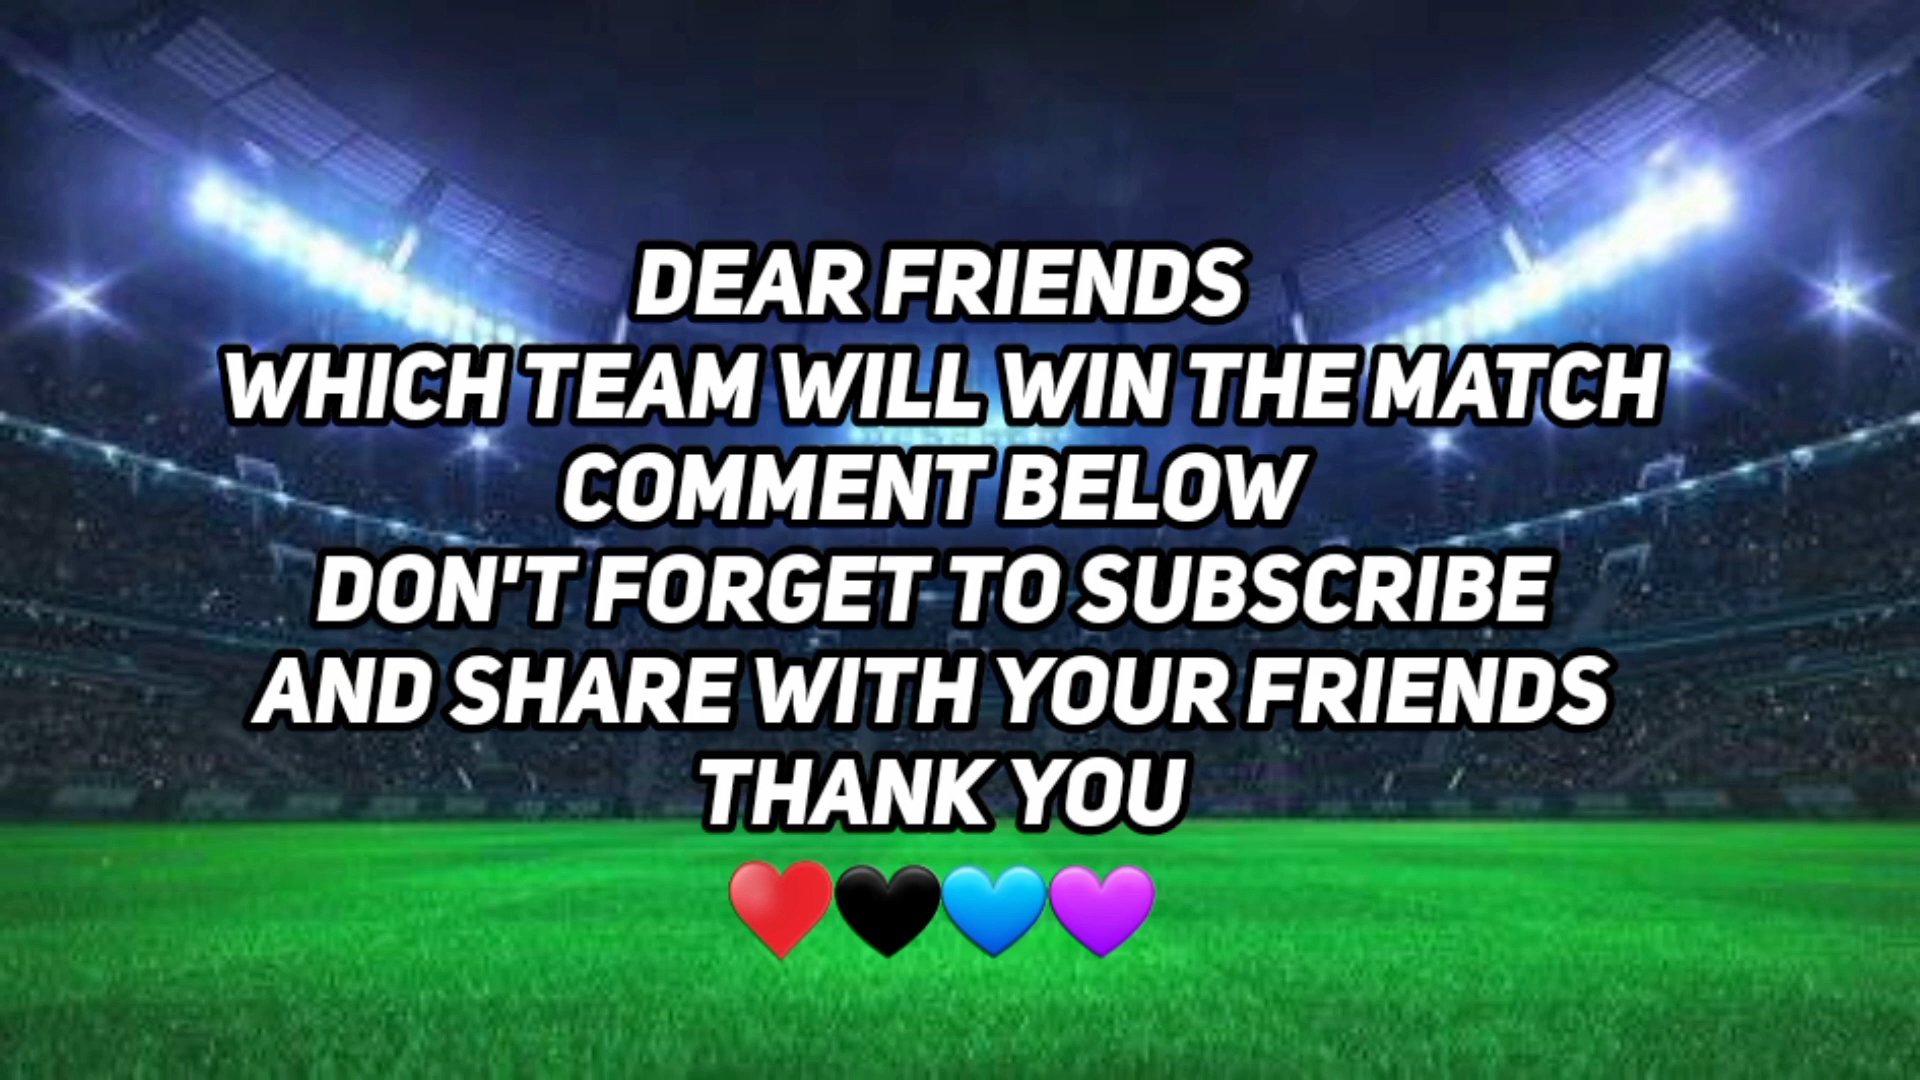 DEAR FRIENDS
WHICH TEAM WILL WIN THE MATCH
COMMENT BELOW
DON'T FORGET TO SUBSCRIBE
AND SHARE WITH YOUR FRIENDS
THANK YOU
❤️🖤💙💜